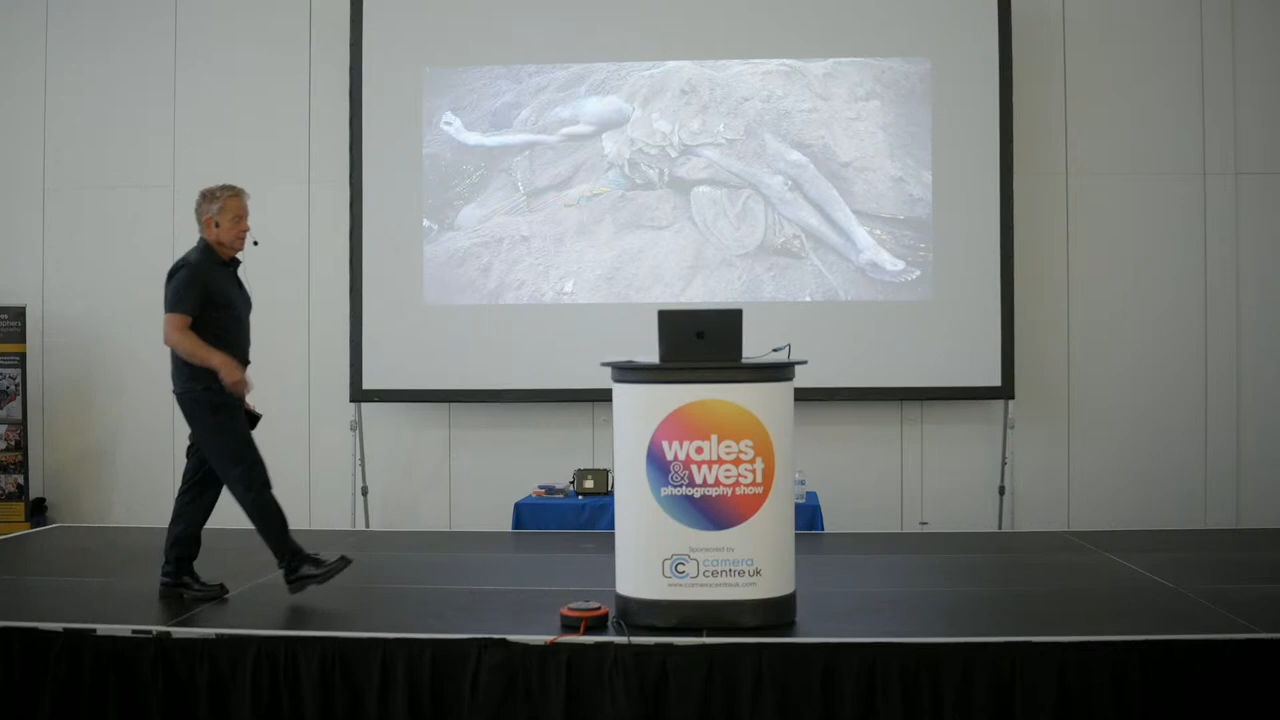 wales
& west
photography show
Sponsored by
camera
centre uk
www.cameracentreuk.com